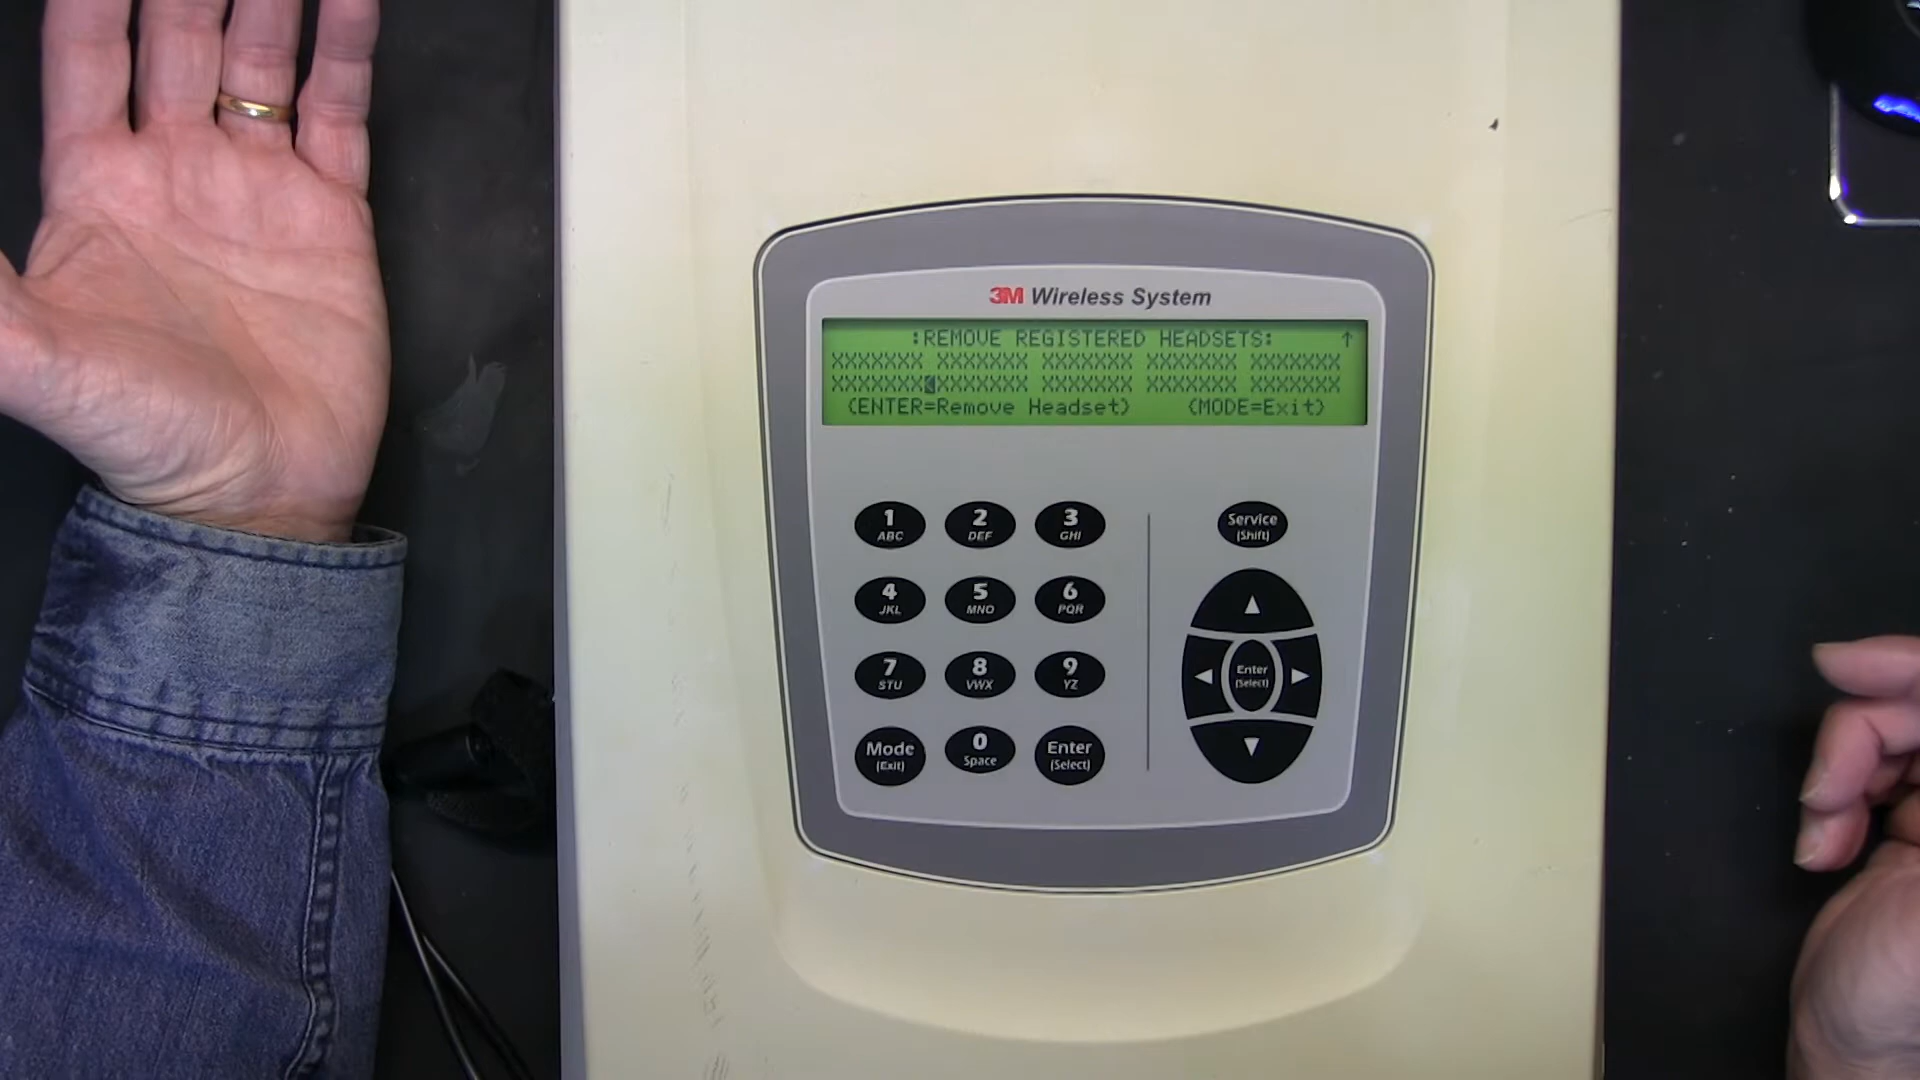 3M Wireless System
:REMOVE REGISTERED HEADSETS: ↑
XXXXXXX XXXXXXX XXXXXXX XXXXXXX XXXXXXX
XXXXXXX XXXXXXX XXXXXXX XXXXXXX XXXXXXX
(ENTER=Remove Headset) (MODE=Exit)
1 2 3 Service
ABC DEF GHI (Shift)
4 5 6
JKL MNO PQR
7 8 9 Enter
STU VWX YZ (Select)
Mode 0 Enter
(Exit) Space (Select)